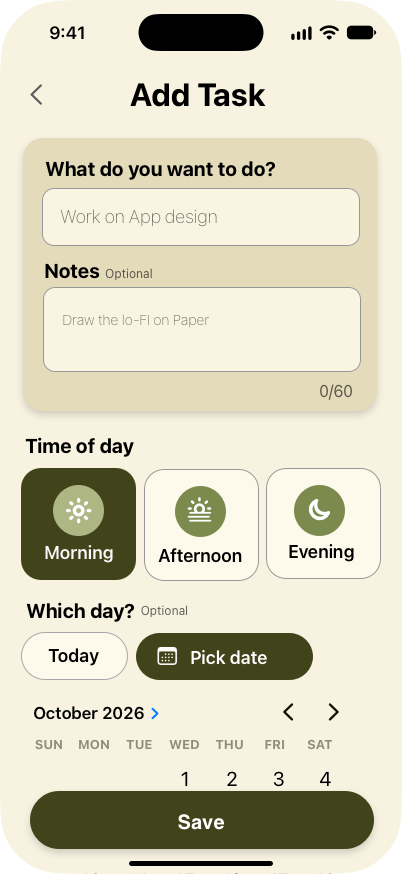 9:41
Add Task
What do you want to do?
Work on App design
Notes Optional
Draw the lo-FI on Paper
0/60
Time of day
Morning Afternoon Evening
Which day? Optional
Today Pick date
October 2026
SUN MON TUE WED THU FRI SAT
1 2 3 4
Save